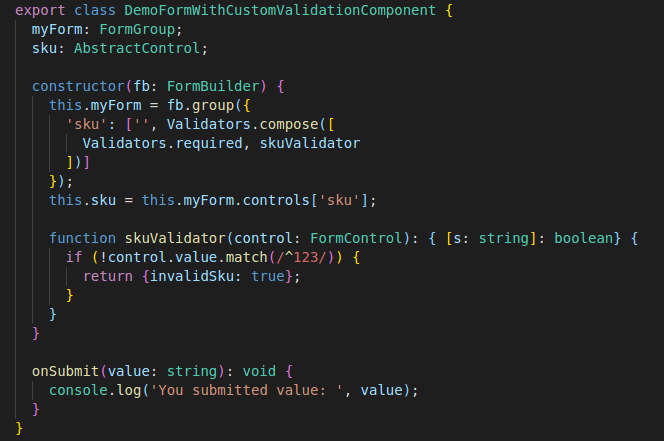 export class DemoFormWithCustomValidationComponent {
  myForm: FormGroup;
  sku: AbstractControl;

  constructor(fb: FormBuilder) {
    this.myForm = fb.group({
      'sku': ['', Validators.compose([
        Validators.required, skuValidator
      ])]
    });
    this.sku = this.myForm.controls['sku'];

    function skuValidator(control: FormControl): { [s: string]: boolean} {
      if (!control.value.match(/^123/)) {
        return {invalidSku: true};
      }
    }
  }

  onSubmit(value: string): void {
    console.log('You submitted value: ', value);
  }
}